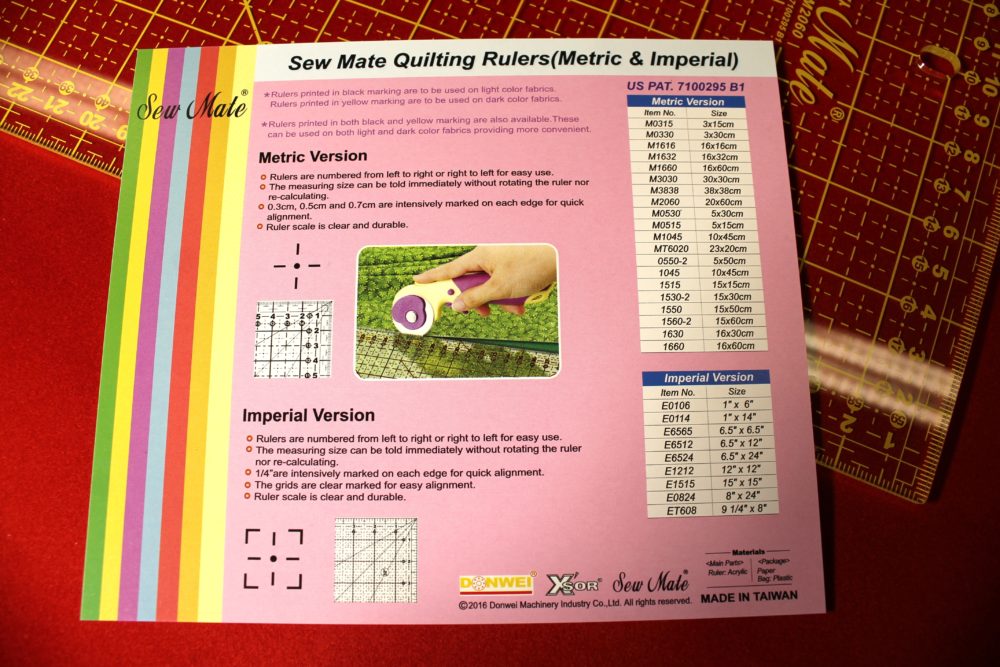 Sew Mate Quilting Rulers(Metric & Imperial)
Sew Mate®
*Rulers printed in black marking are to be used on light color fabrics.
Rulers printed in yellow marking are to be used on dark color fabrics.
*Rulers printed in both black and yellow marking are also available.These
can be used on both light and dark color fabrics providing more convenient.
Metric Version
Rulers are numbered from left to right or right to left for easy use.
The measuring size can be told immediately without rotating the ruler nor
re-calculating.
0.3cm, 0.5cm and 0.7cm are intensively marked on each edge for quick
alignment.
Ruler scale is clear and durable.
Imperial Version
Rulers are numbered from left to right or right to left for easy use.
The measuring size can be told immediately without rotating the ruler
nor re-calculating.
1/4"are intensively marked on each edge for quick alignment.
The grids are clear marked for easy alignment.
Ruler scale is clear and durable.
US PAT. 7100295 B1
Metric Version
Item No. Size
M0315 3x15cm
M0330 3x30cm
M1616 16x16cm
M1632 16x32cm
M1660 16x60cm
M3030 30x30cm
M3838 38x38cm
M2060 20x60cm
M0530 5x30cm
M0515 5x15cm
M1045 10x45cm
MT6020 23x20cm
0550-2 5x50cm
1045 10x45cm
1515 15x15cm
1530-2 15x30cm
1550 15x50cm
1560-2 15x60cm
1630 16x30cm
1660 16x60cm
Imperial Version
Item No. Size
E0106 1" x 6"
E0114 1" x 14"
E6565 6.5" x 6.5"
E6512 6.5" x 12"
E6524 6.5" x 24"
E1212 12" x 12"
E1515 15" x 15"
E0824 8" x 24"
ET608 9 1/4" x 8"
Materials
<Main Parts> <Package>
Ruler: Acrylic Paper
Bag: Plastic
DONWEI® XSOR® Sew Mate®
©2016 Donwei Machinery Industry Co.,Ltd. All rights reserved.
MADE IN TAIWAN
M2060
Mate